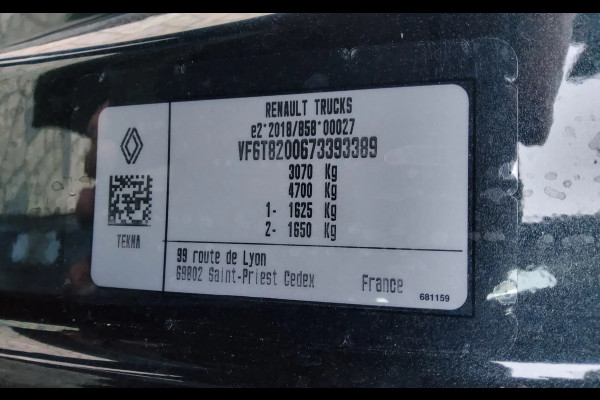 RENAULT TRUCKS
e2*2018/858*00027
VF6T8200673393389
3070 Kg
4700 Kg
1- 1625 Kg
2- 1650 Kg
TEKNA
99 route de Lyon
69802 Saint-Priest Cedex France
681159